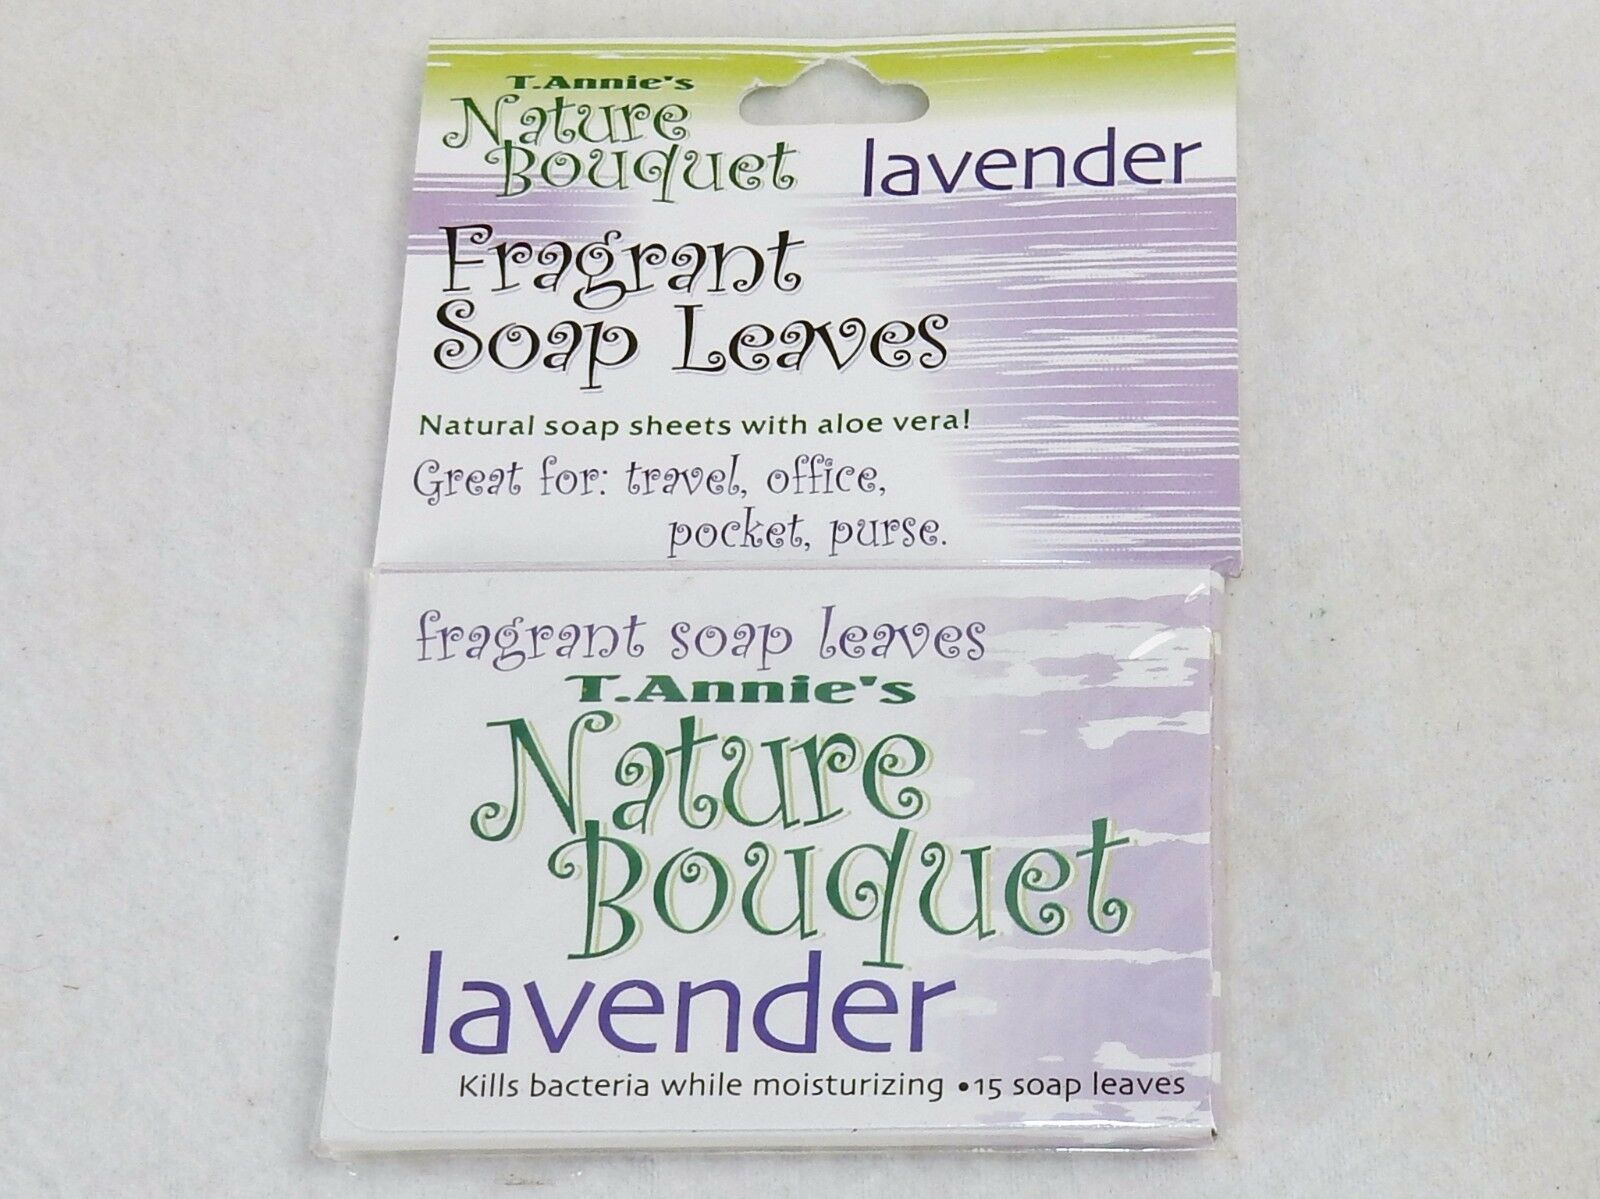 T.Annie's
Nature
Bouquet
lavender
Fragrant
Soap Leaves
Natural soap sheets with aloe vera!
Great for: travel, office,
pocket, purse.
fragrant soap leaves
T.Annie's
Nature
Bouquet
lavender
Kills bacteria while moisturizing •15 soap leaves